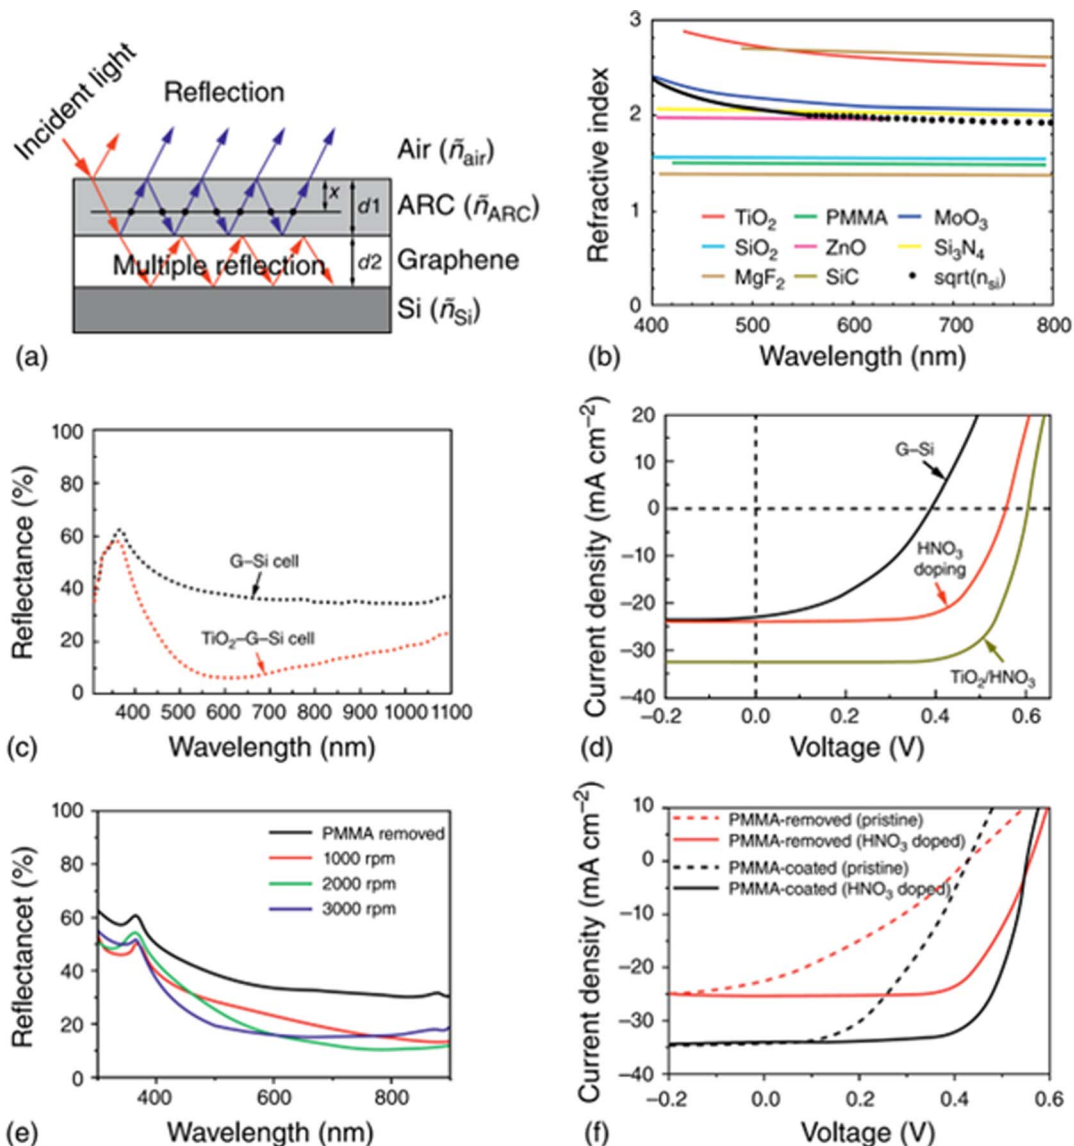 Incident light
Reflection
Air (ñair)
x
d1
ARC (ñARC)
Multiple reflection
d2
Graphene
Si (ñSi)
(a)
3
2
1
0
Refractive index
TiO2 PMMA MoO3
SiO2 ZnO Si3N4
MgF2 SiC sqrt(nsi)
400 500 600 700 800
Wavelength (nm)
(b)
100
80
60
40
20
0
Reflectance (%)
G–Si cell
TiO2–G–Si cell
400 500 600 700 800 900 1000 1100
Wavelength (nm)
(c)
20
10
0
−10
−20
−30
−40
Current density (mA cm−2)
G–Si
HNO3
doping
TiO2/HNO3
−0.2 0.0 0.2 0.4 0.6
Voltage (V)
(d)
100
80
60
40
20
0
Reflectancet (%)
PMMA removed
1000 rpm
2000 rpm
3000 rpm
400 600 800
Wavelength (nm)
(e)
10
0
−10
−20
−30
−40
Current density (mA cm−2)
PMMA-removed (pristine)
PMMA-removed (HNO3 doped)
PMMA-coated (pristine)
PMMA-coated (HNO3 doped)
−0.2 0.0 0.2 0.4 0.6
Voltage (V)
(f)